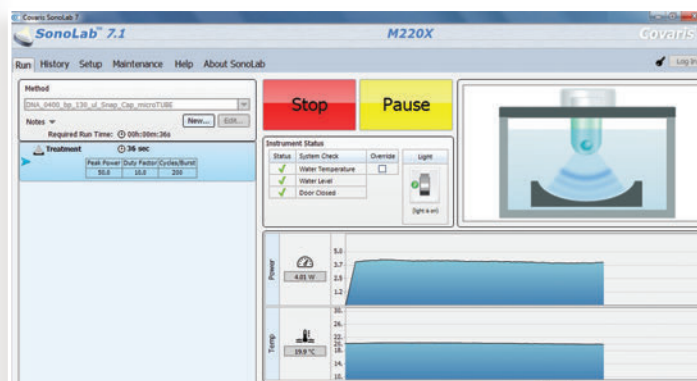 Covaris SonoLab 7
SonoLab™ 7.1
M220X
Covaris
Run History Setup Maintenance Help About SonoLab
Log In
Method
DNA_0400_bp_130_ul_Snap_Cap_microTUBE
Notes
New...
Edit...
Required Run Time: 00h:00m:36s
Treatment 36 sec
Peak Power Duty Factor Cycles/Burst
50.0 10.0 200
Stop
Pause
Instrument Status
Status System Check Override
Water Temperature
Water Level
Door Closed
Light
(light is on)
Power
4.01 W
5.0
3.7
2.5
1.2
Temp
19.9 °C
30.
26.
22.
20.
18.
14.
10.